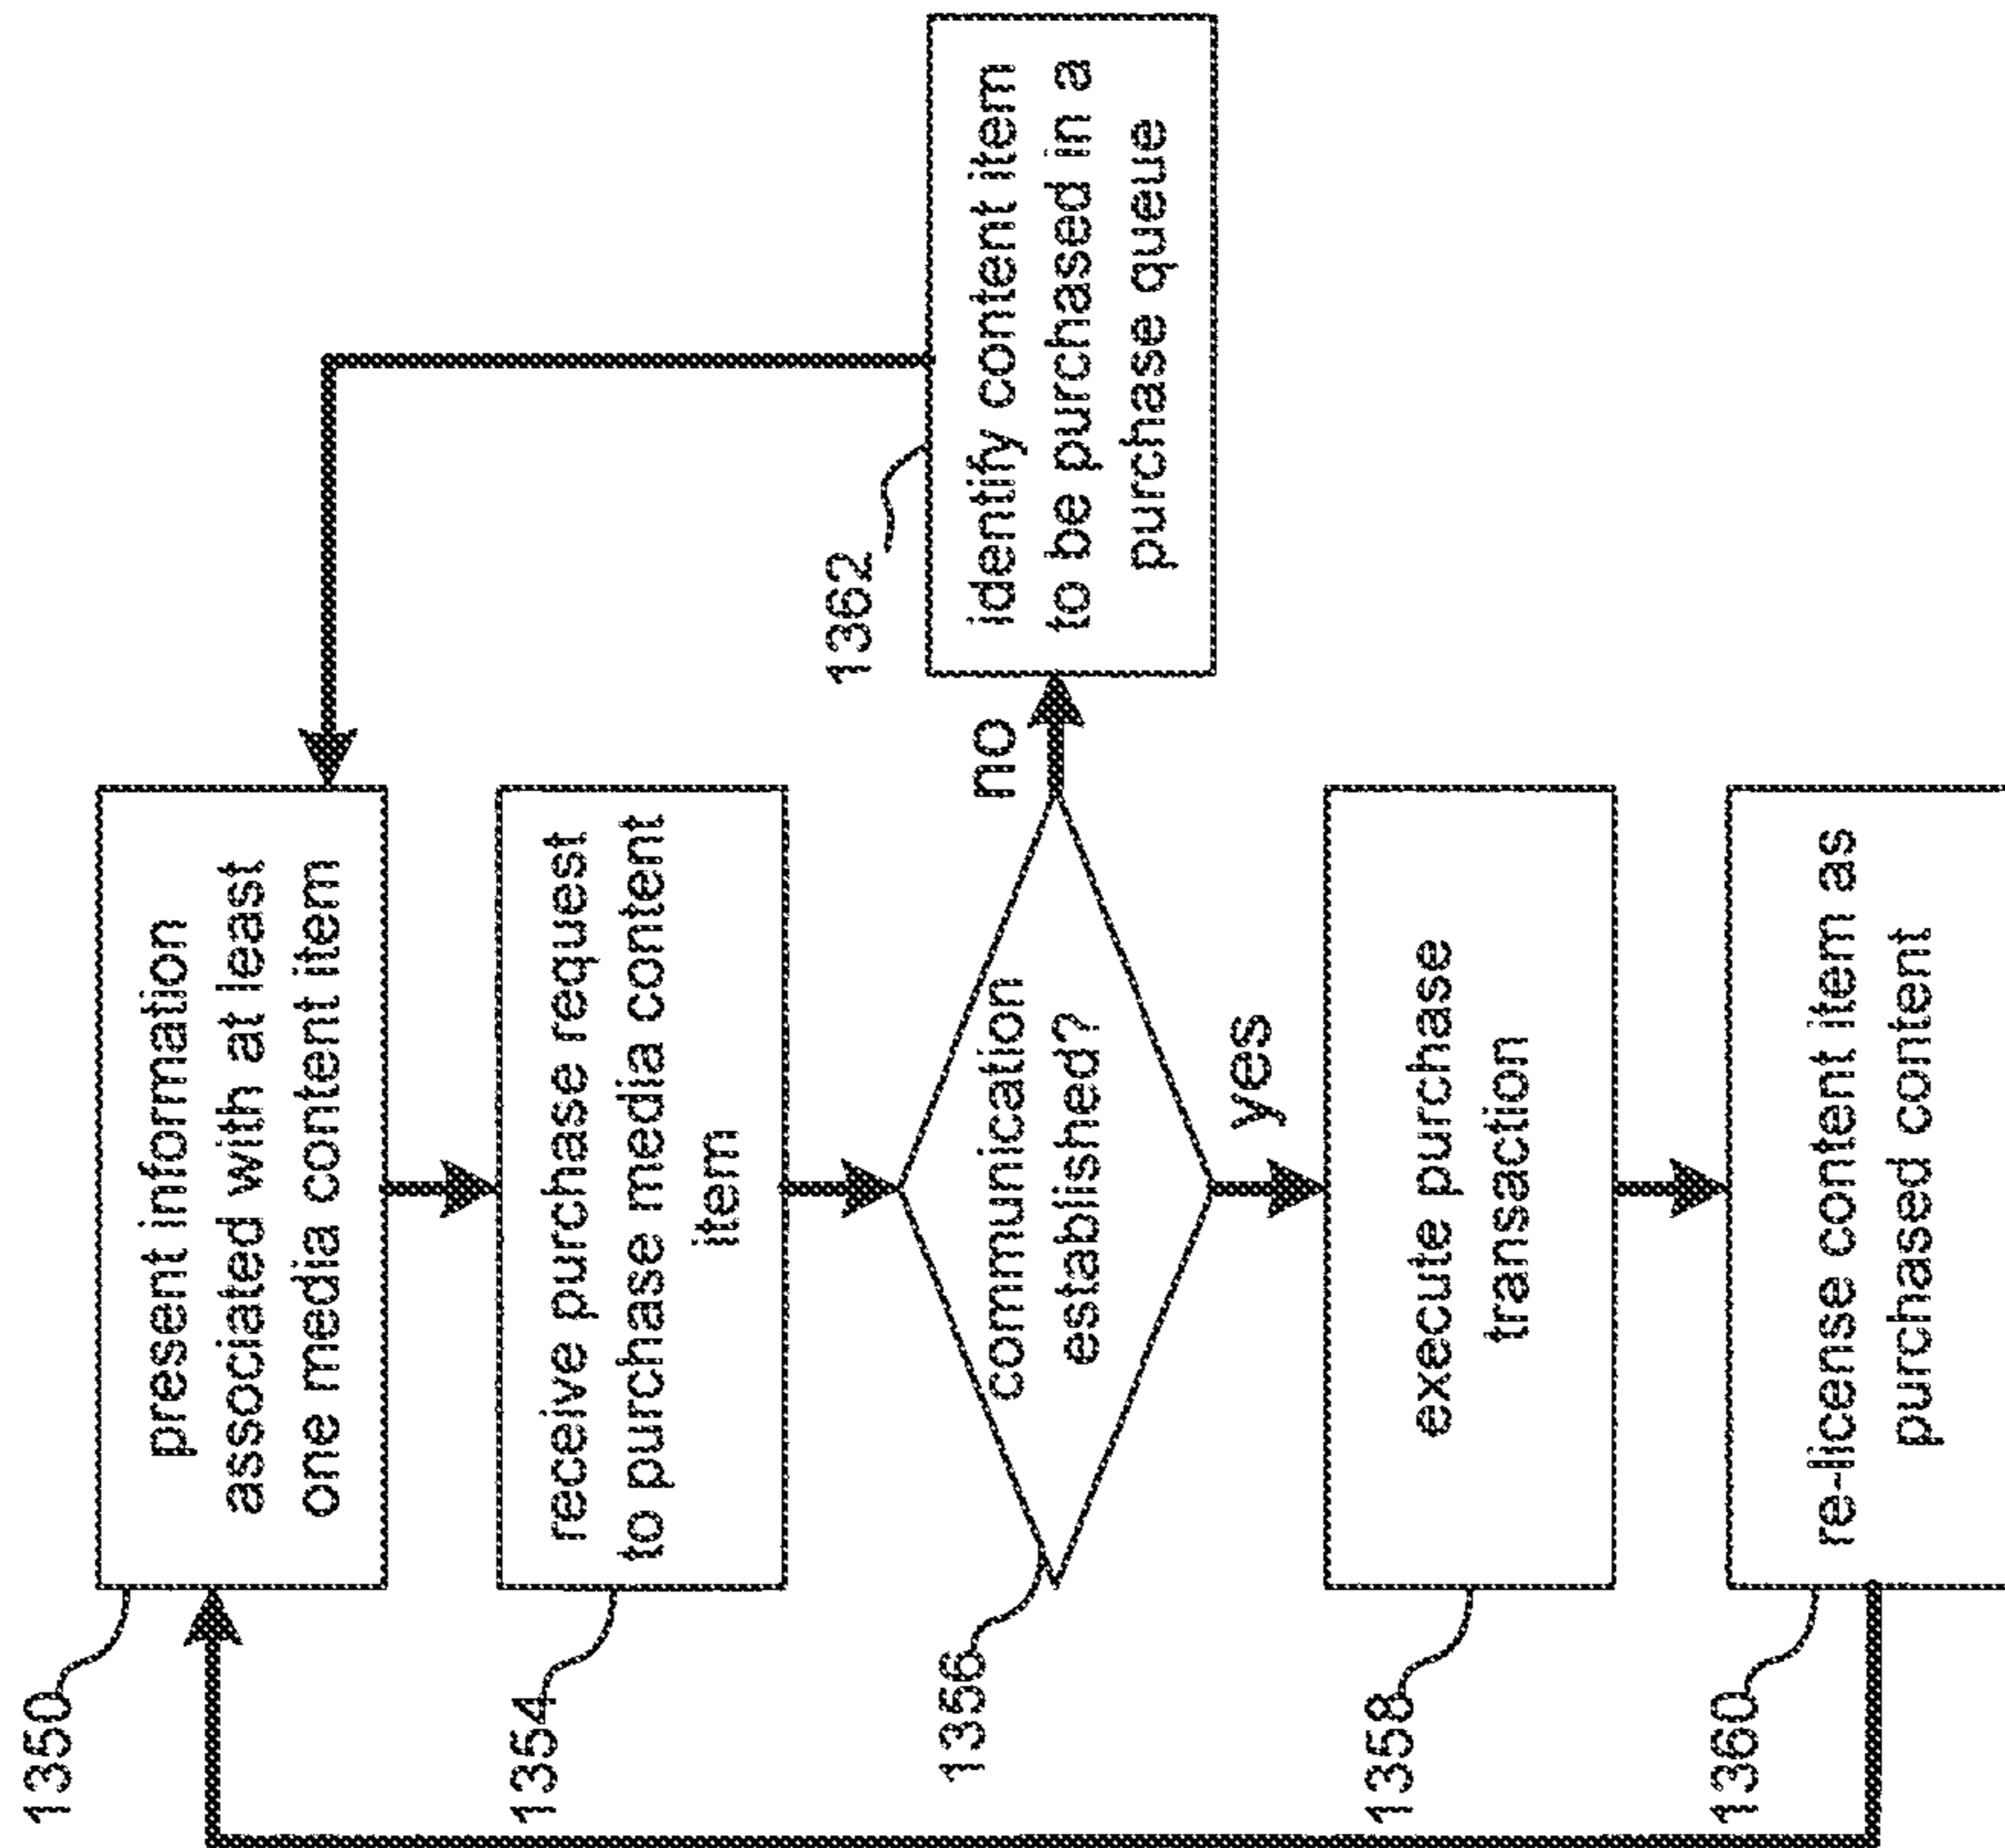 1350
present information
associated with at least
one media content item
1354
receive purchase request
to purchase media content
item
1356
communication
established?
no
1362
identify content item
to be purchased in a
purchase queue
yes
1358
execute purchase
transaction
1360
re-license content item as
purchased content